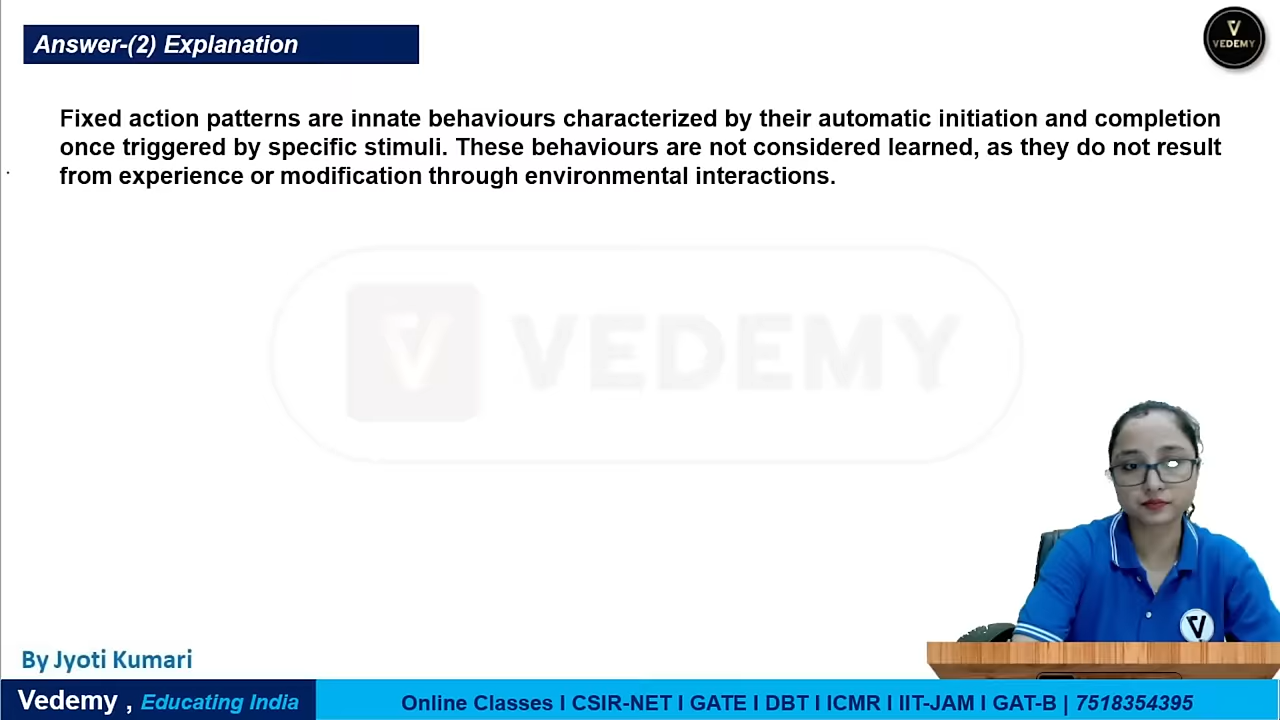 Answer-(2) Explanation
VEDEMY
Fixed action patterns are innate behaviours characterized by their automatic initiation and completion
once triggered by specific stimuli. These behaviours are not considered learned, as they do not result
from experience or modification through environmental interactions.
VEDEMY
By Jyoti Kumari
Vedemy , Educating India
Online Classes I CSIR-NET I GATE I DBT I ICMR I IIT-JAM I GAT-B | 7518354395